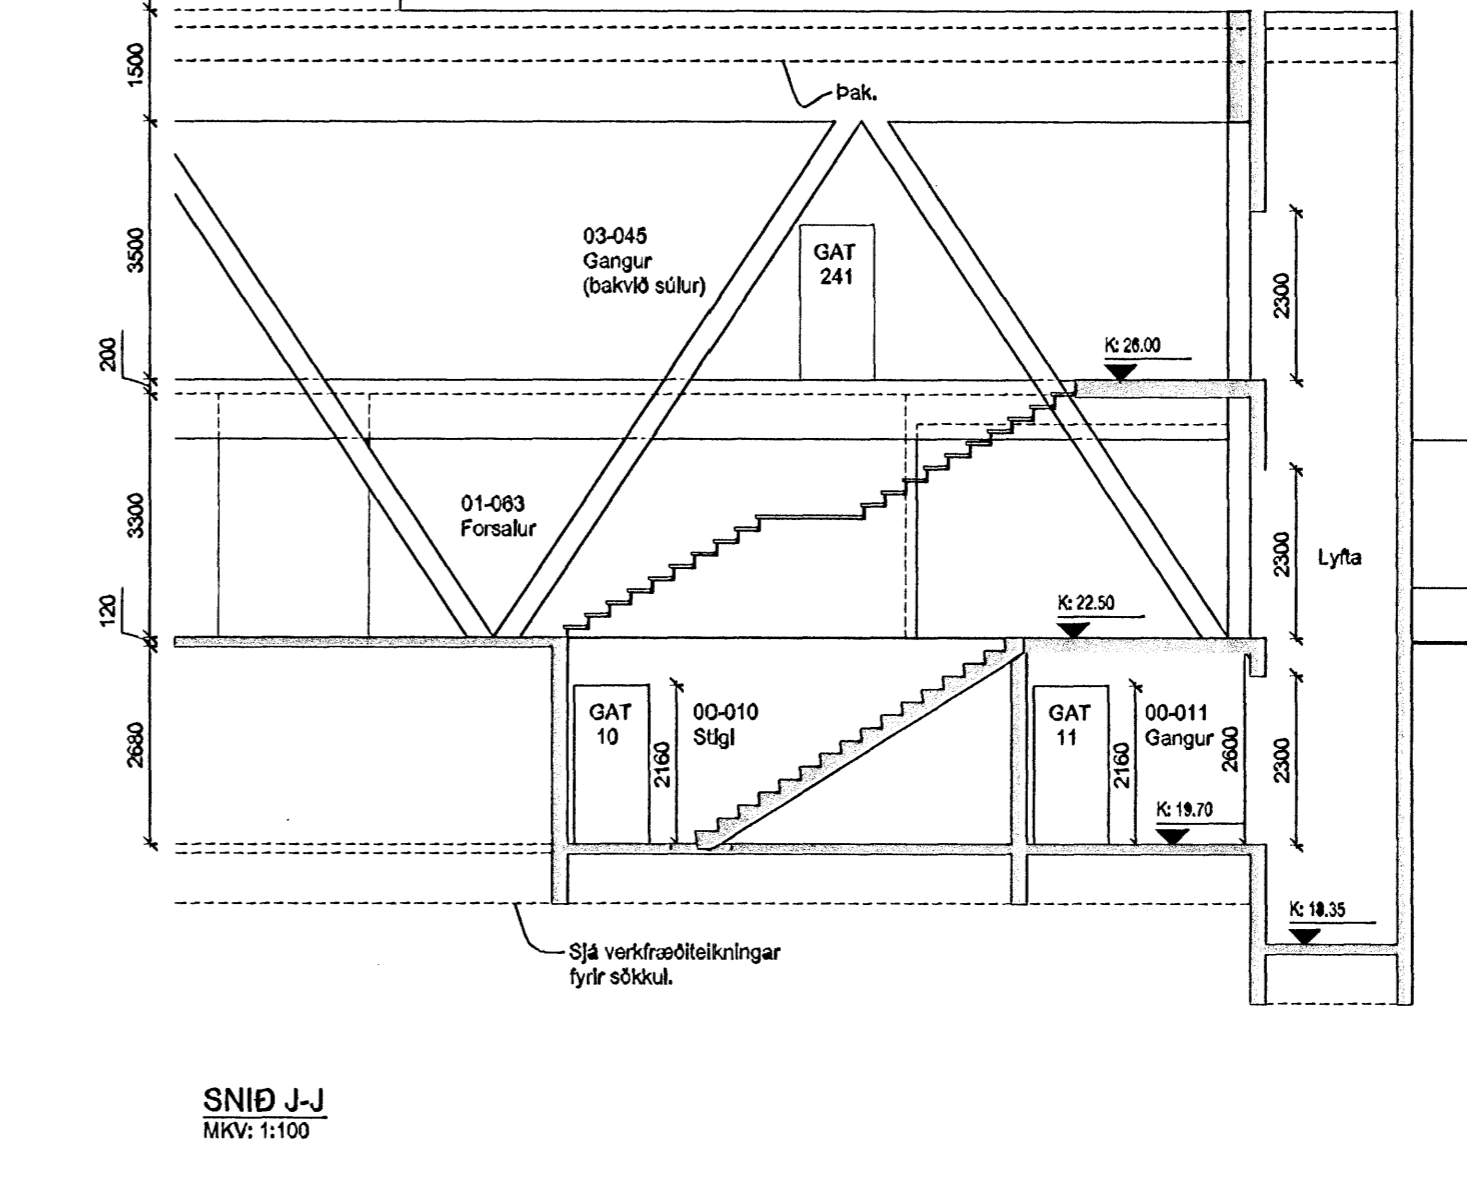 1500
Þak.
3500
03-045
Gangur
(bakvið súlur)
GAT
241
2300
200
K: 26.00
3300
01-063
Forsalur
2300
Lyfta
120
K: 22.50
2680
GAT
10
2160
00-010
Stigi
GAT
11
2160
00-011
Gangur
2600
2300
K: 19.70
K: 18.35
Sjá verkfræðiteikningar
fyrir sökkul.
SNIÐ J-J
MKV: 1:100